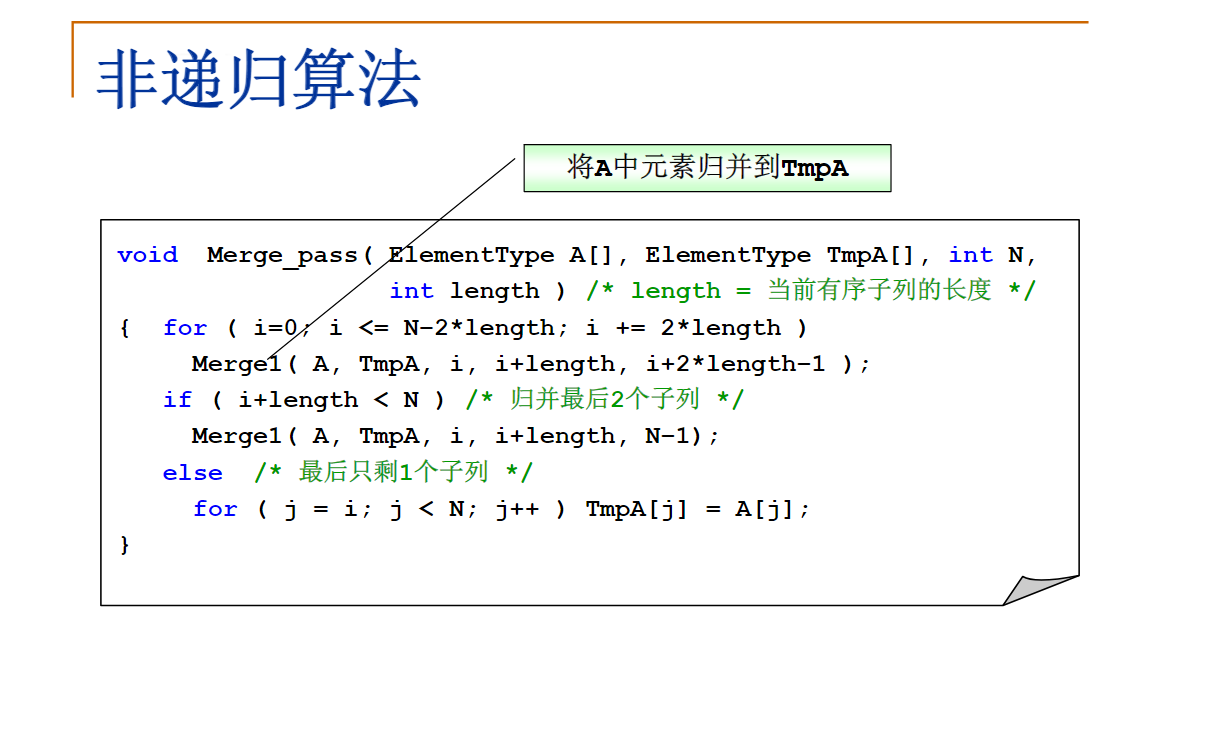 非递归算法
将A中元素归并到TmpA
void Merge_pass( ElementType A[], ElementType TmpA[], int N,
int length ) /* length = 当前有序子列的长度 */
{ for ( i=0; i <= N-2*length; i += 2*length )
Merge1( A, TmpA, i, i+length, i+2*length-1 );
if ( i+length < N ) /* 归并最后2个子列 */
Merge1( A, TmpA, i, i+length, N-1);
else /* 最后只剩1个子列 */
for ( j = i; j < N; j++ ) TmpA[j] = A[j];
}